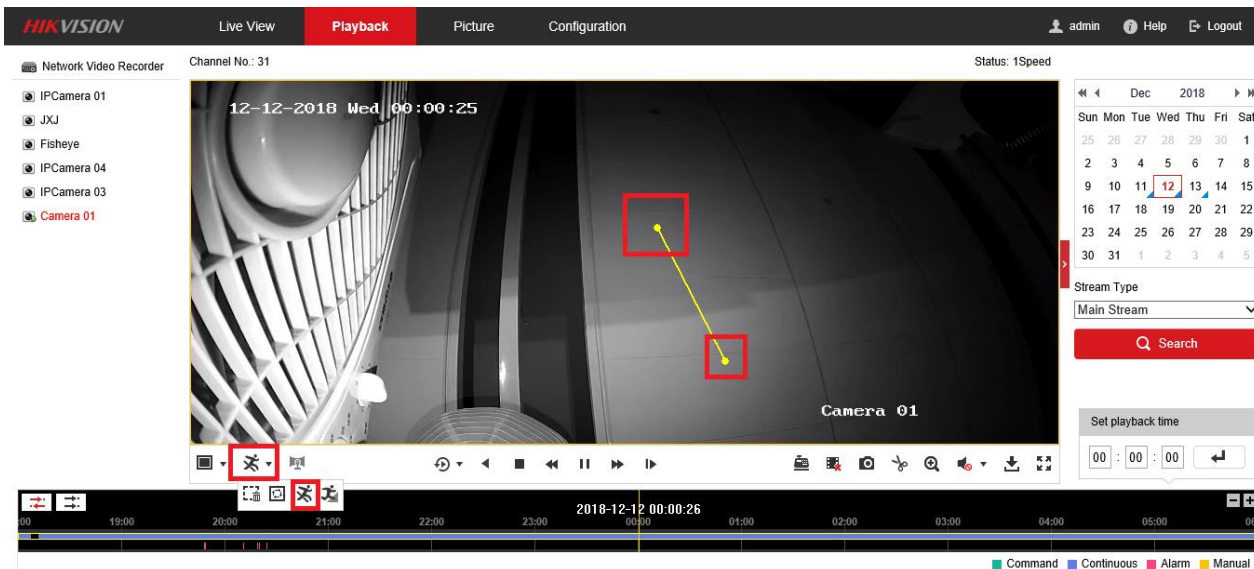 HIKVISION Live View Playback Picture Configuration admin Help Logout
Network Video Recorder
IPCamera 01
JXJ
Fisheye
IPCamera 04
IPCamera 03
Camera 01
Channel No.: 31 Status: 1Speed
12-12-2018 Wed 00:00:25
Camera 01
Dec 2018
Sun Mon Tue Wed Thu Fri Sat
25 26 27 28 29 30 1
2 3 4 5 6 7 8
9 10 11 12 13 14 15
16 17 18 19 20 21 22
23 24 25 26 27 28 29
30 31 1 2 3 4 5
Stream Type
Main Stream
Search
Set playback time
00 : 00 : 00
2018-12-12 00:00:26
:00 19:00 20:00 21:00 22:00 23:00 00:00 01:00 02:00 03:00 04:00 05:00 06
Command Continuous Alarm Manual